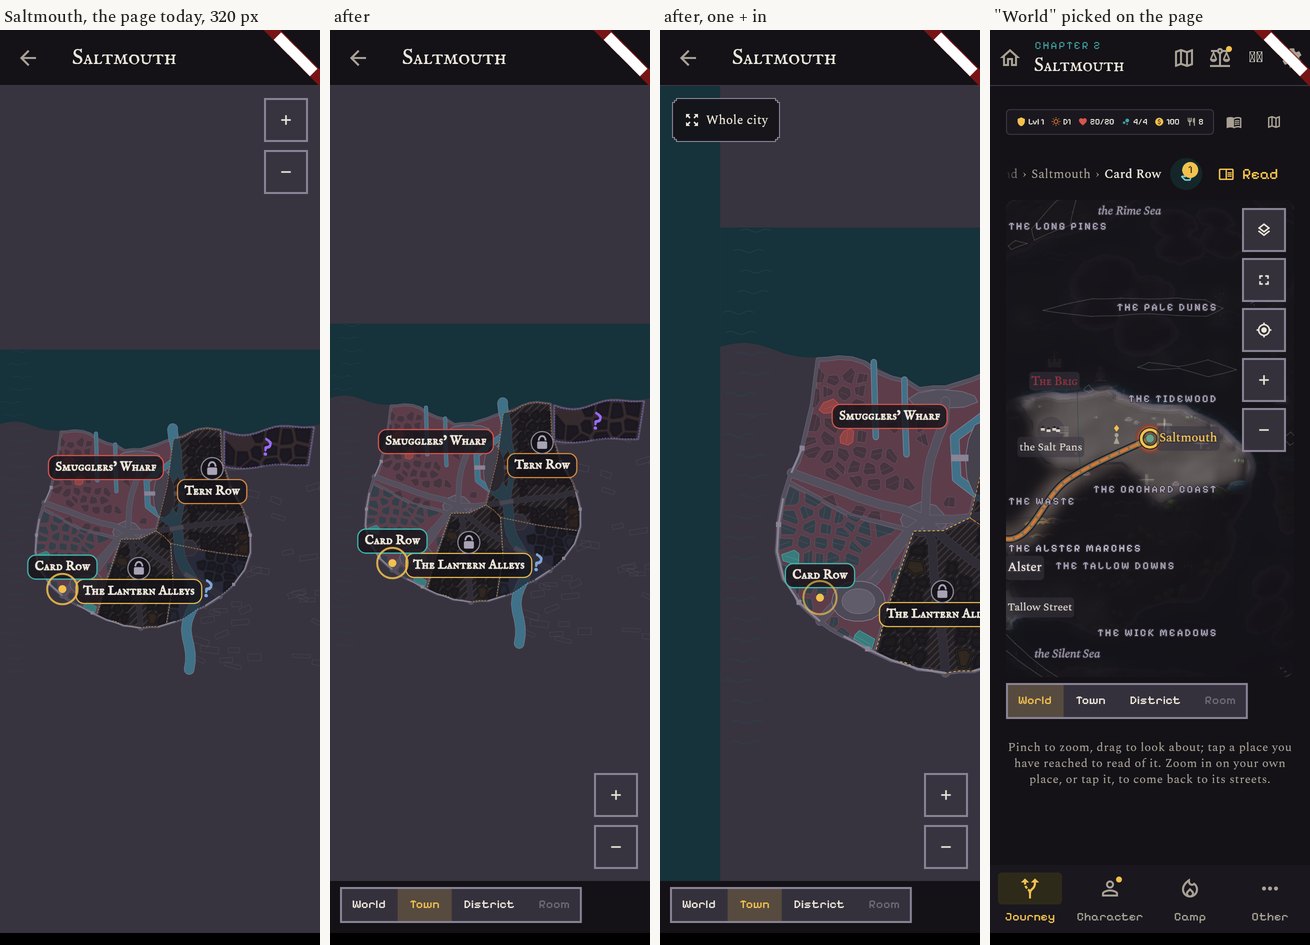 Saltmouth, the page today, 320 px
Saltmouth
+
−
Smugglers' Wharf
?
Tern Row
Card Row
The Lantern Alleys
?
after
Saltmouth
Smugglers' Wharf
?
Tern Row
Card Row
The Lantern Alleys
?
+
−
World Town District Room
after, one + in
Saltmouth
Whole city
Smugglers' Wharf
Card Row
The Lantern All
+
−
World Town District Room
"World" picked on the page
CHAPTER 2
Saltmouth
Lvl 1 D1 20/20 4/4 100 8
nd › Saltmouth › Card Row 1 Read
the Rime Sea
THE LONG PINES
THE PALE DUNES
The Brig
THE TIDEWOOD
the Salt Pans
Saltmouth
+
−
THE ORCHARD COAST
THE WASTE
THE ALSTER MARCHES
Alster THE TALLOW DOWNS
Tallow Street
THE WICK MEADOWS
the Silent Sea
World Town District Room
Pinch to zoom, drag to look about; tap a place you
have reached to read of it. Zoom in on your own
place, or tap it, to come back to its streets.
Journey Character Camp Other